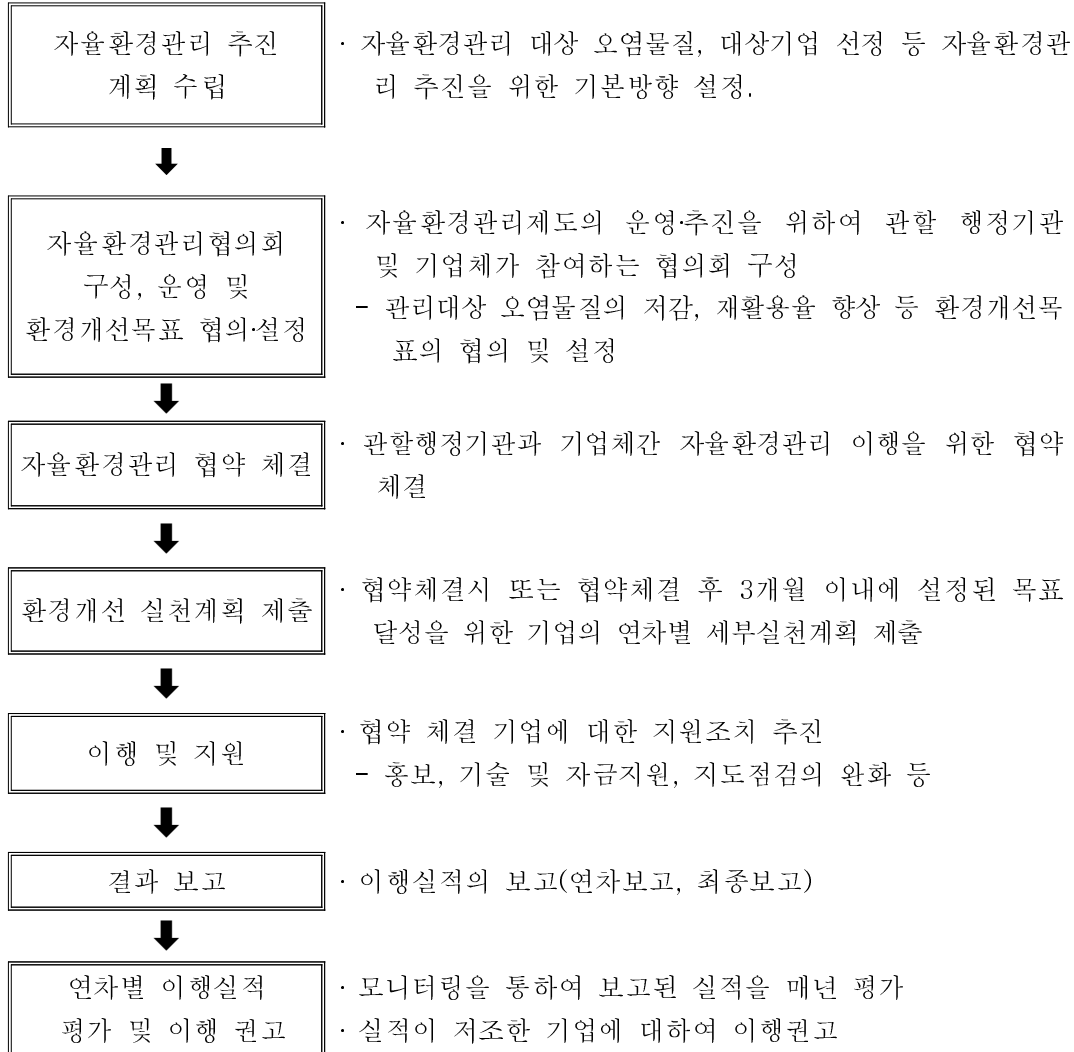 자율환경관리 추진
계획 수립
· 자율환경관리 대상 오염물질, 대상기업 선정 등 자율환경관
리 추진을 위한 기본방향 설정.
자율환경관리협의회
구성, 운영 및
환경개선목표 협의·설정
· 자율환경관리제도의 운영·추진을 위하여 관할 행정기관
및 기업체가 참여하는 협의회 구성
- 관리대상 오염물질의 저감, 재활용율 향상 등 환경개선목
표의 협의 및 설정
자율환경관리 협약 체결
· 관할행정기관과 기업체간 자율환경관리 이행을 위한 협약
체결
환경개선 실천계획 제출
· 협약체결시 또는 협약체결 후 3개월 이내에 설정된 목표
달성을 위한 기업의 연차별 세부실천계획 제출
이행 및 지원
· 협약 체결 기업에 대한 지원조치 추진
- 홍보, 기술 및 자금지원, 지도점검의 완화 등
결과 보고
· 이행실적의 보고(연차보고, 최종보고)
연차별 이행실적
평가 및 이행 권고
· 모니터링을 통하여 보고된 실적을 매년 평가
· 실적이 저조한 기업에 대하여 이행권고